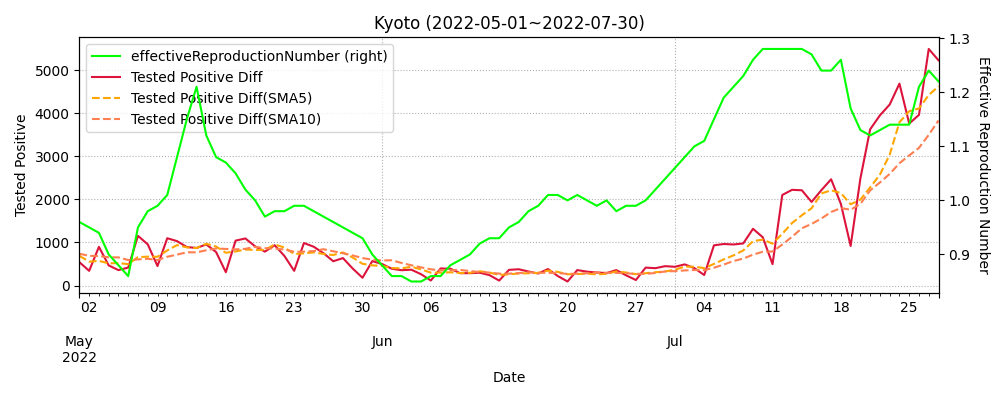 Kyoto (2022-05-01~2022-07-30)
effectiveReproductionNumber (right)
Tested Positive Diff
Tested Positive Diff(SMA5)
Tested Positive Diff(SMA10)
Tested Positive
5000
4000
3000
2000
1000
0
Effective Reproduction Number
1.3
1.2
1.1
1.0
0.9
02 09 16 23 30 06 13 20 27 04 11 18 25
May Jun Jul
2022
Date